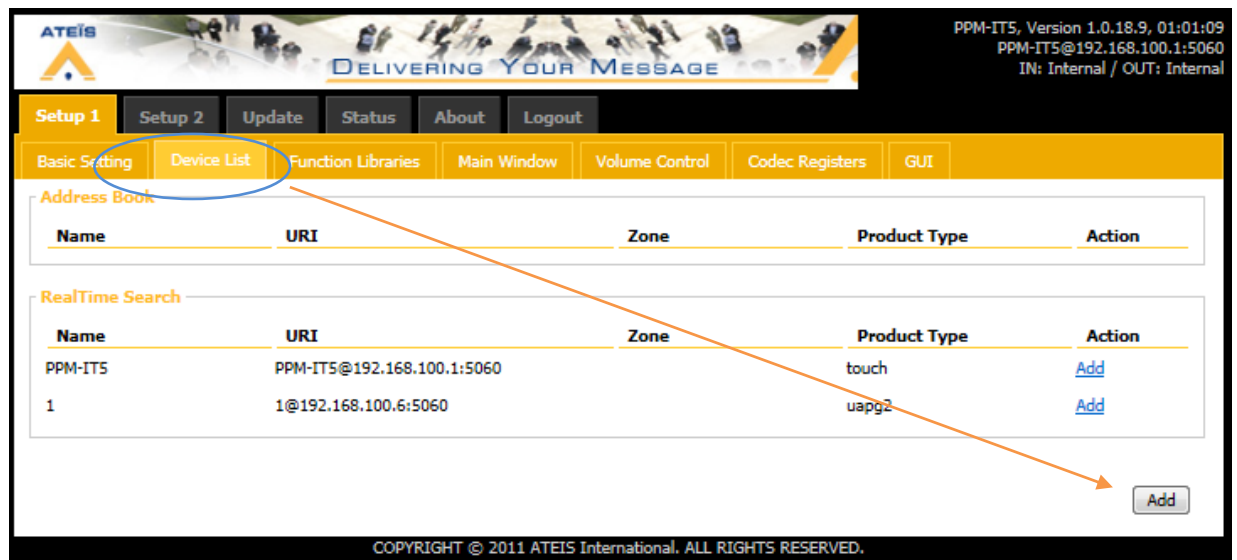 ATEÏS
DELIVERING YOUR MESSAGE
PPM-IT5, Version 1.0.18.9, 01:01:09
PPM-IT5@192.168.100.1:5060
IN: Internal / OUT: Internal
Setup 1 Setup 2 Update Status About Logout
Basic Setting Device List Function Libraries Main Window Volume Control Codec Registers GUI
Address Book
Name URI Zone Product Type Action
RealTime Search
Name URI Zone Product Type Action
PPM-IT5 PPM-IT5@192.168.100.1:5060 touch Add
1 1@192.168.100.6:5060 uapg2 Add
Add
COPYRIGHT © 2011 ATEIS International. ALL RIGHTS RESERVED.